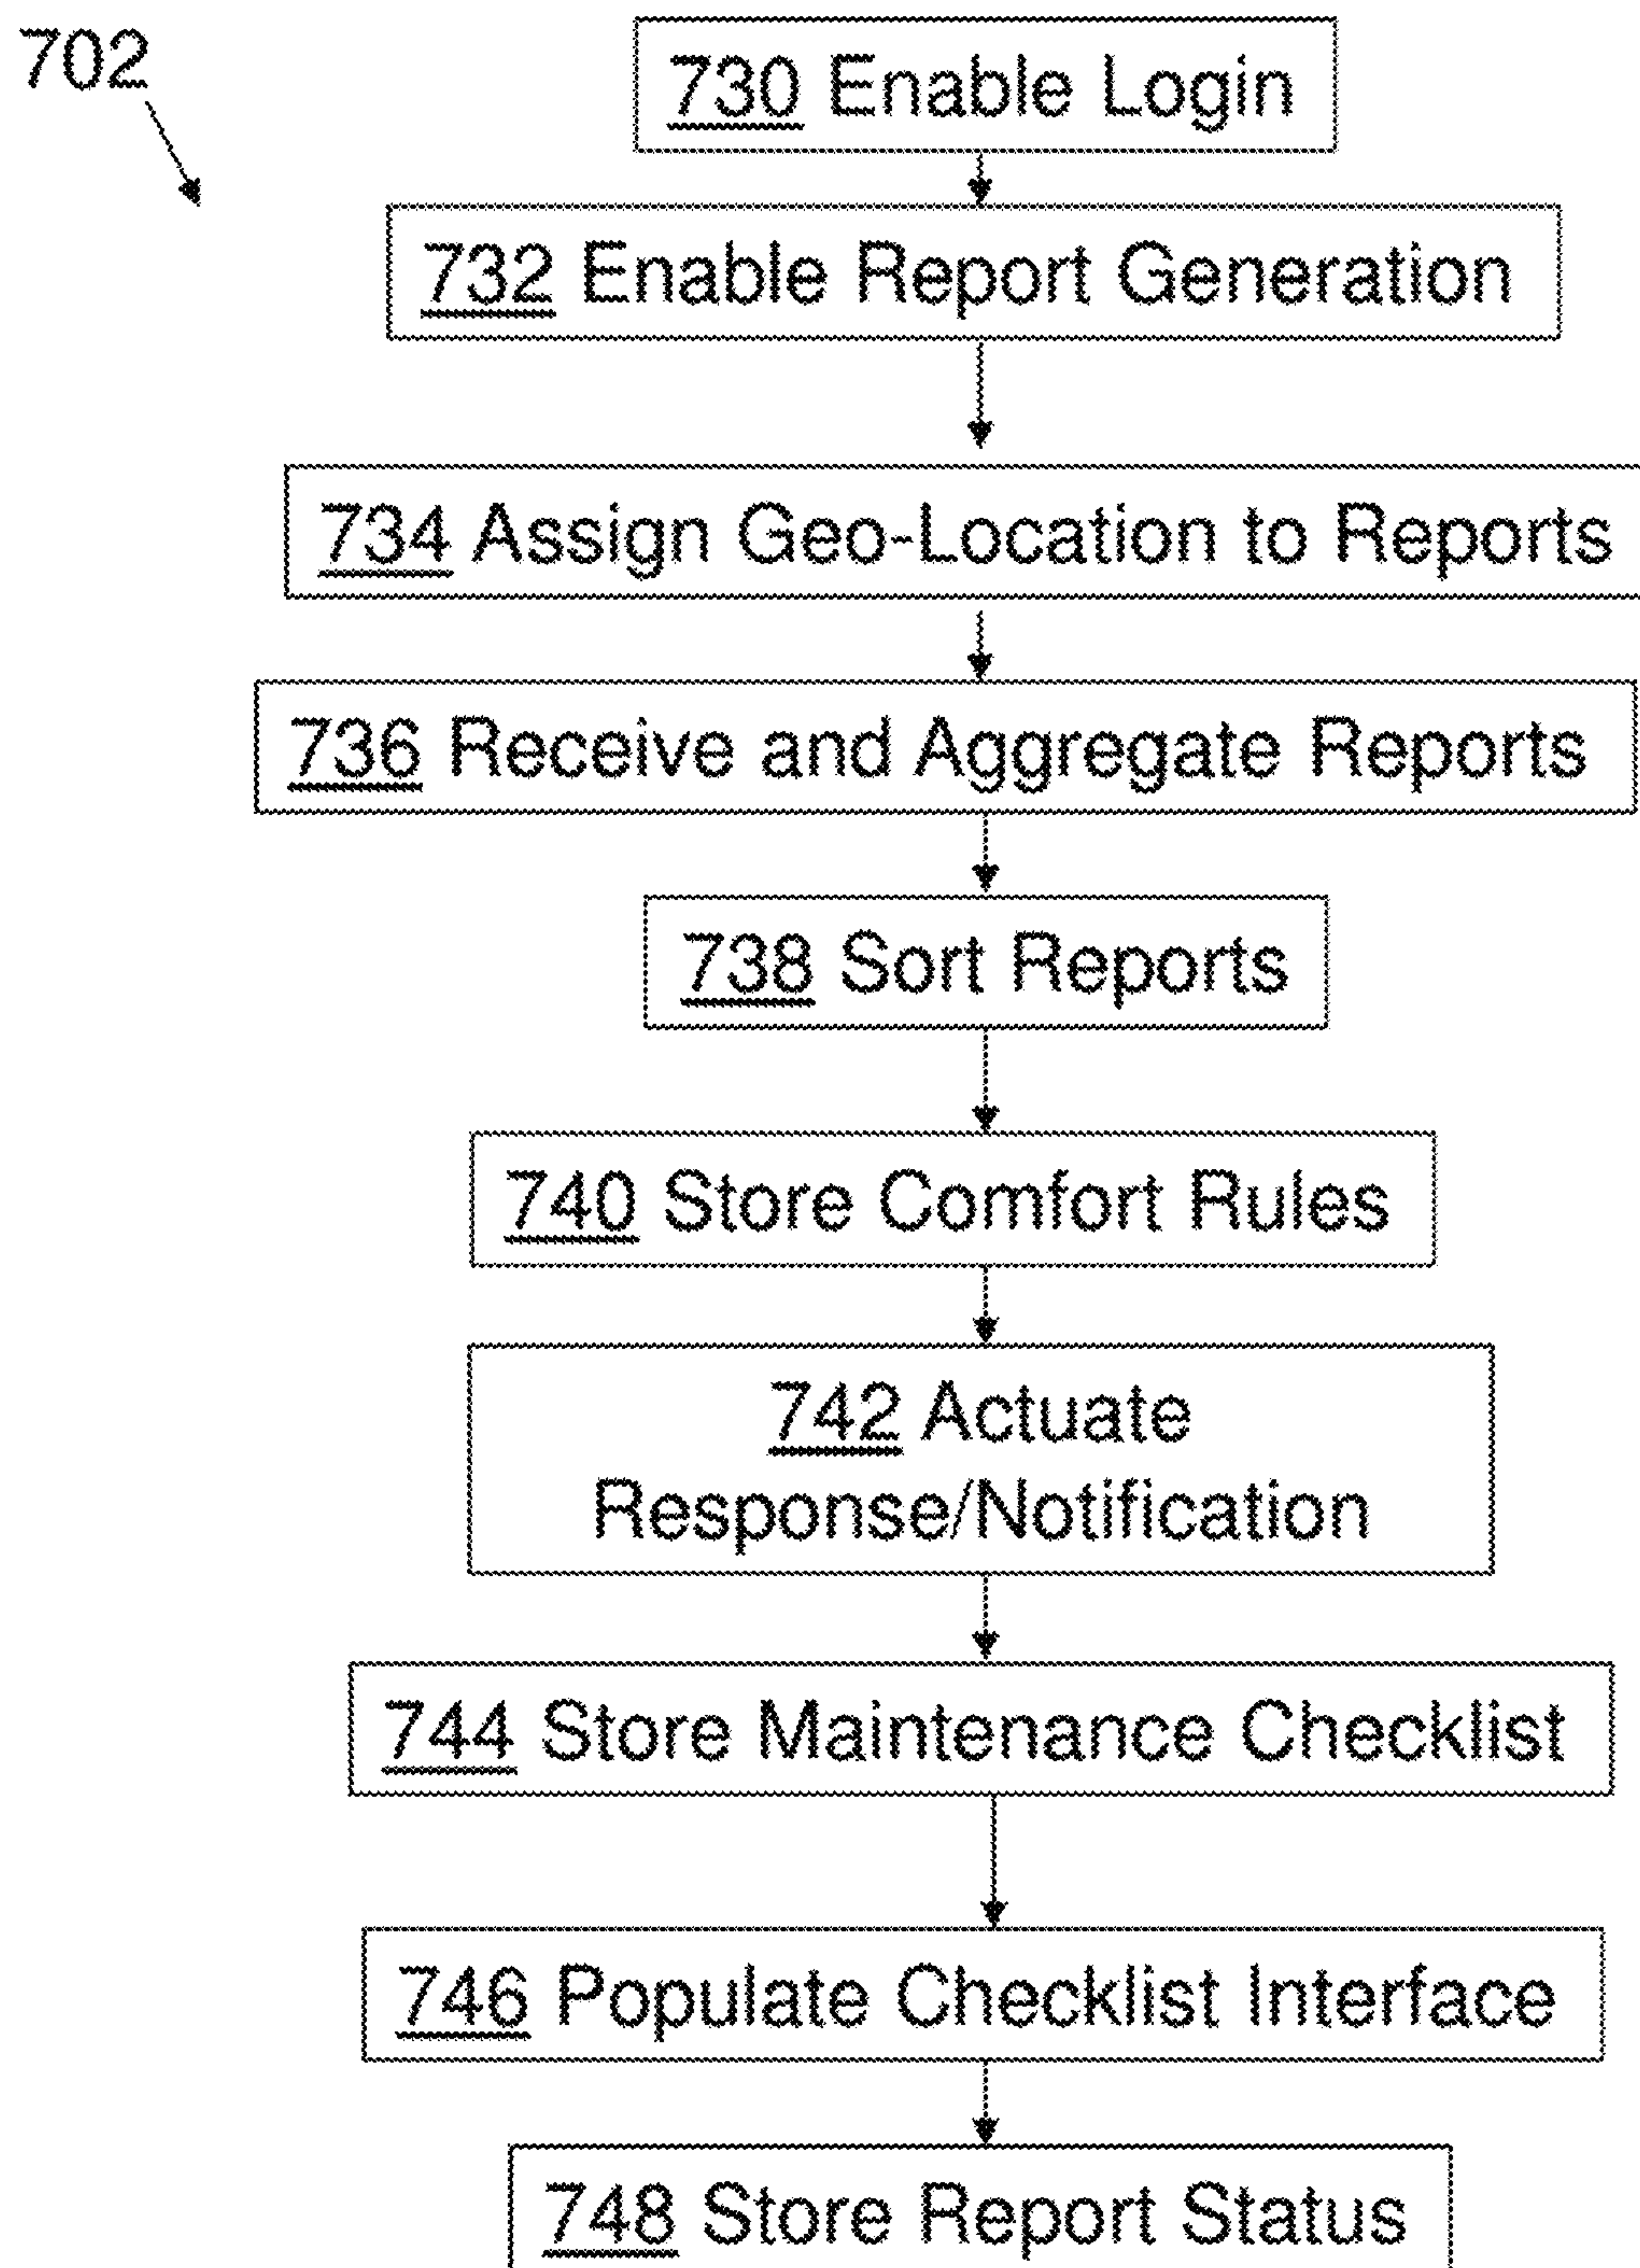 702
730 Enable Login
732 Enable Report Generation
734 Assign Geo-Location to Reports
736 Receive and Aggregate Reports
738 Sort Reports
740 Store Comfort Rules
742 Actuate
Response/Notification
744 Store Maintenance Checklist
746 Populate Checklist Interface
748 Store Report Status